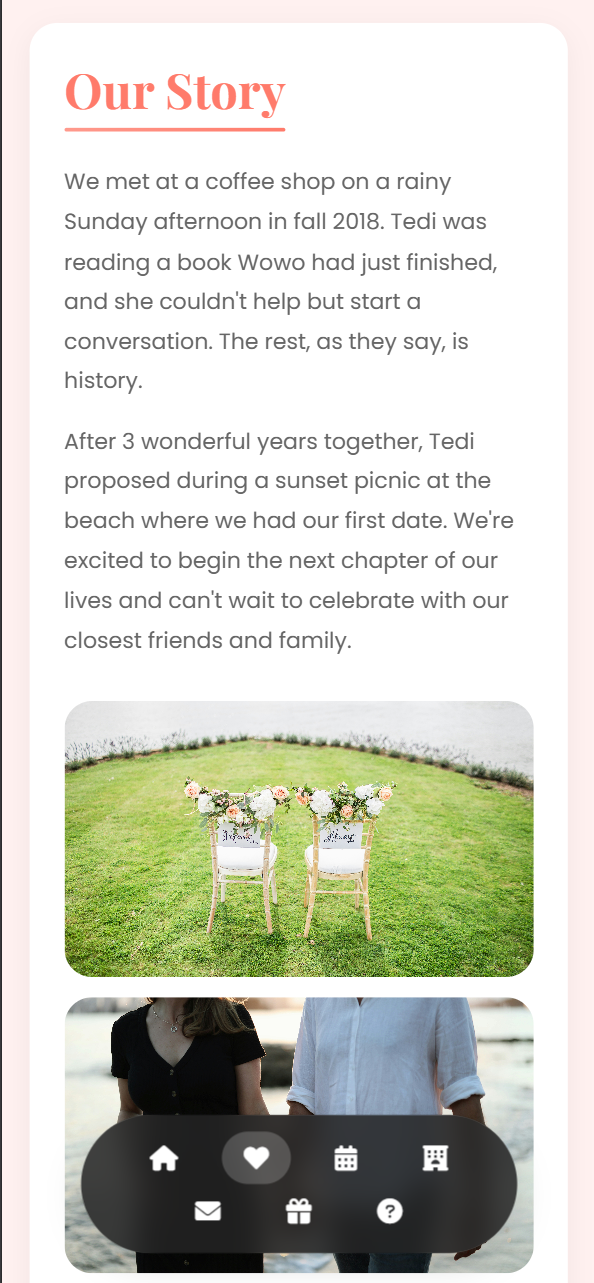 Our Story
We met at a coffee shop on a rainy
Sunday afternoon in fall 2018. Tedi was
reading a book Wowo had just finished,
and she couldn't help but start a
conversation. The rest, as they say, is
history.
After 3 wonderful years together, Tedi
proposed during a sunset picnic at the
beach where we had our first date. We're
excited to begin the next chapter of our
lives and can't wait to celebrate with our
closest friends and family.
?